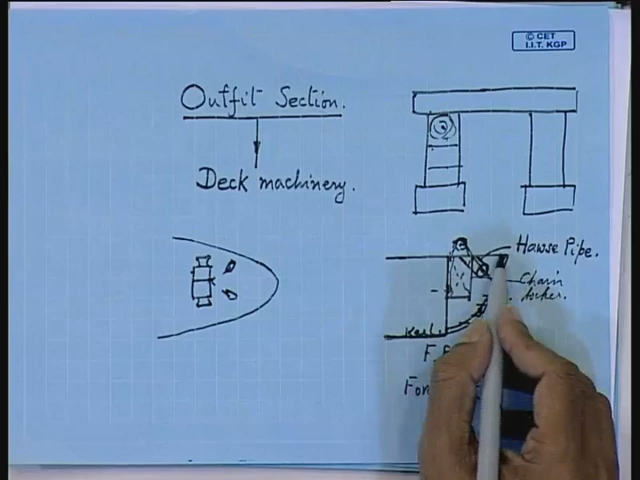 © CET
I.I.T. KGP
Outfit Section.
Deck machinery.
Hawse Pipe.
Chain
locker.
Keel
F.
For